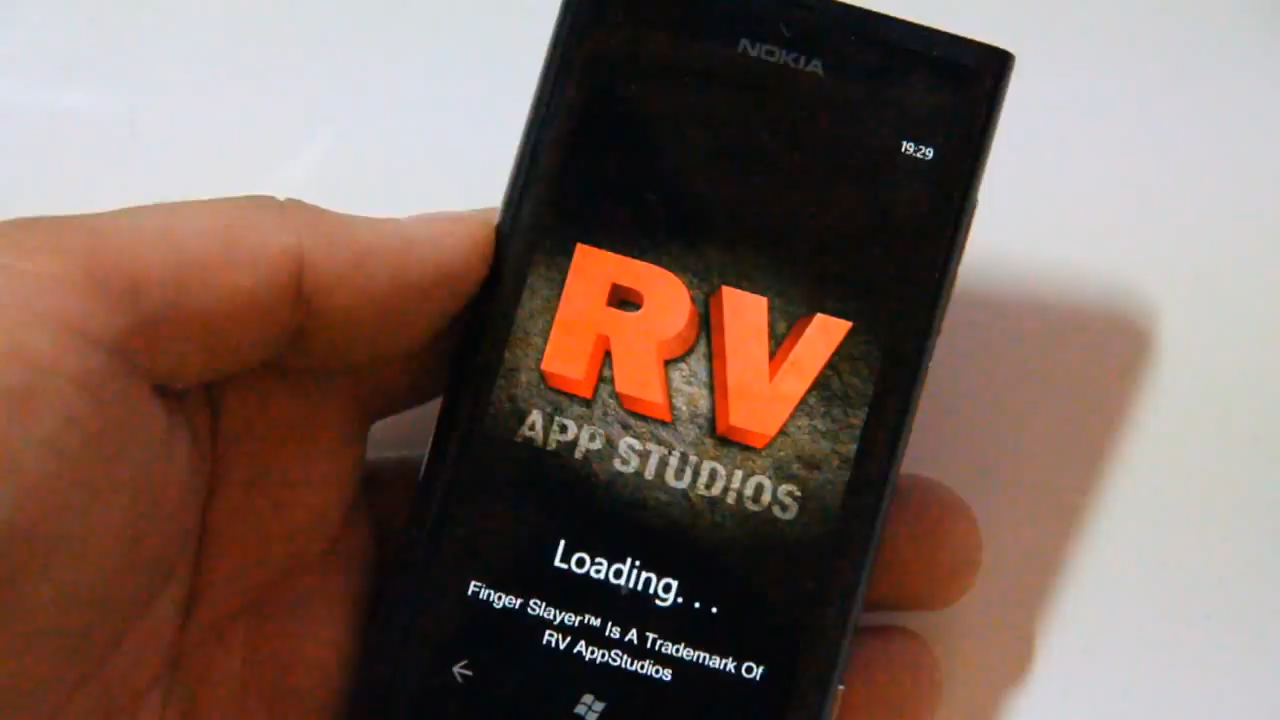 NOKIA
19:29
RV
APP STUDIOS
Loading...
Finger Slayer™ Is A Trademark Of
RV AppStudios